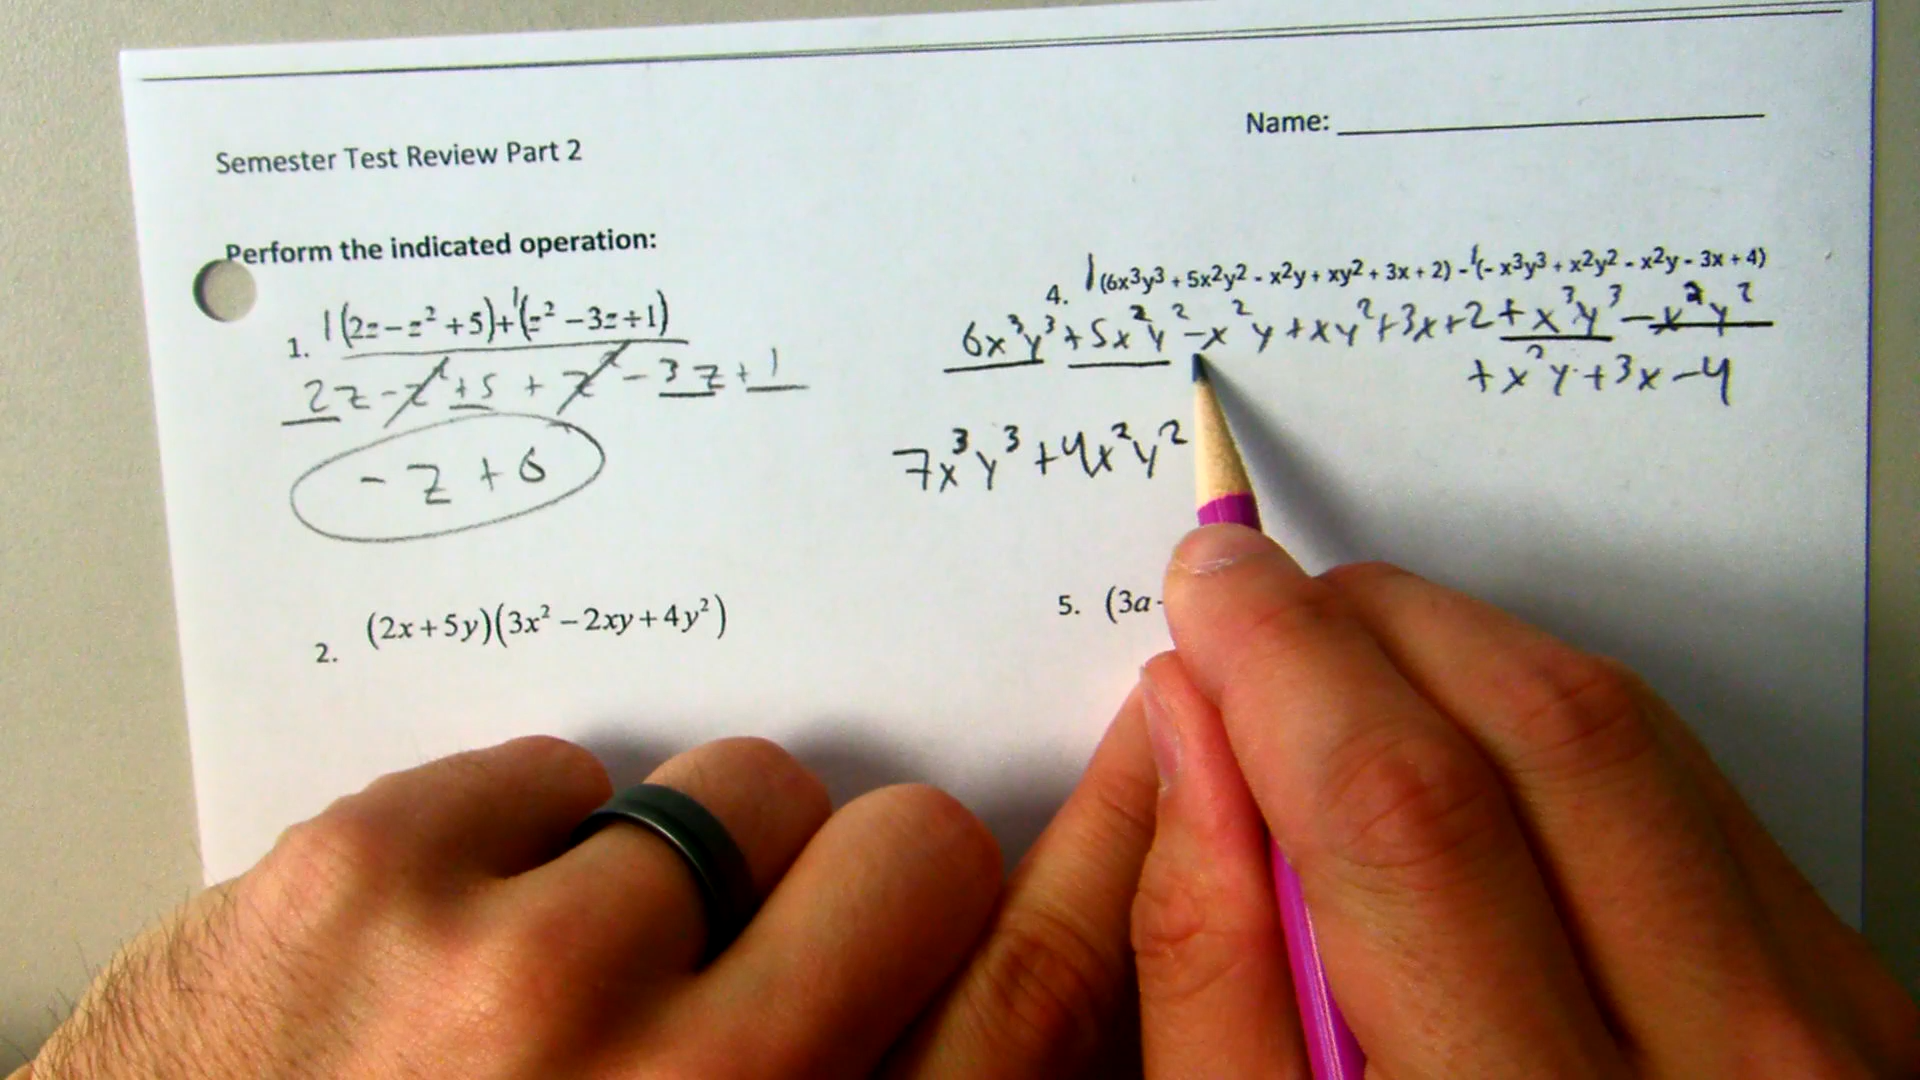 Name:
Semester Test Review Part 2
Perform the indicated operation:
1. 1(2z − z² + 5) + 1(z² − 3z + 1)
2z − z² + 5 + z² − 3z + 1
− z + 6
2. (2x + 5y)(3x² − 2xy + 4y²)
4. 1(6x3y3 + 5x2y2 - x2y + xy2 + 3x + 2) - 1(- x3y3 + x2y2 - x2y - 3x + 4)
6x³y³ + 5x²y² − x²y + xy² + 3x + 2 + x³y³ − x²y²
+ x²y + 3x − 4
7x³y³ + 4x²y²
5. (3a -